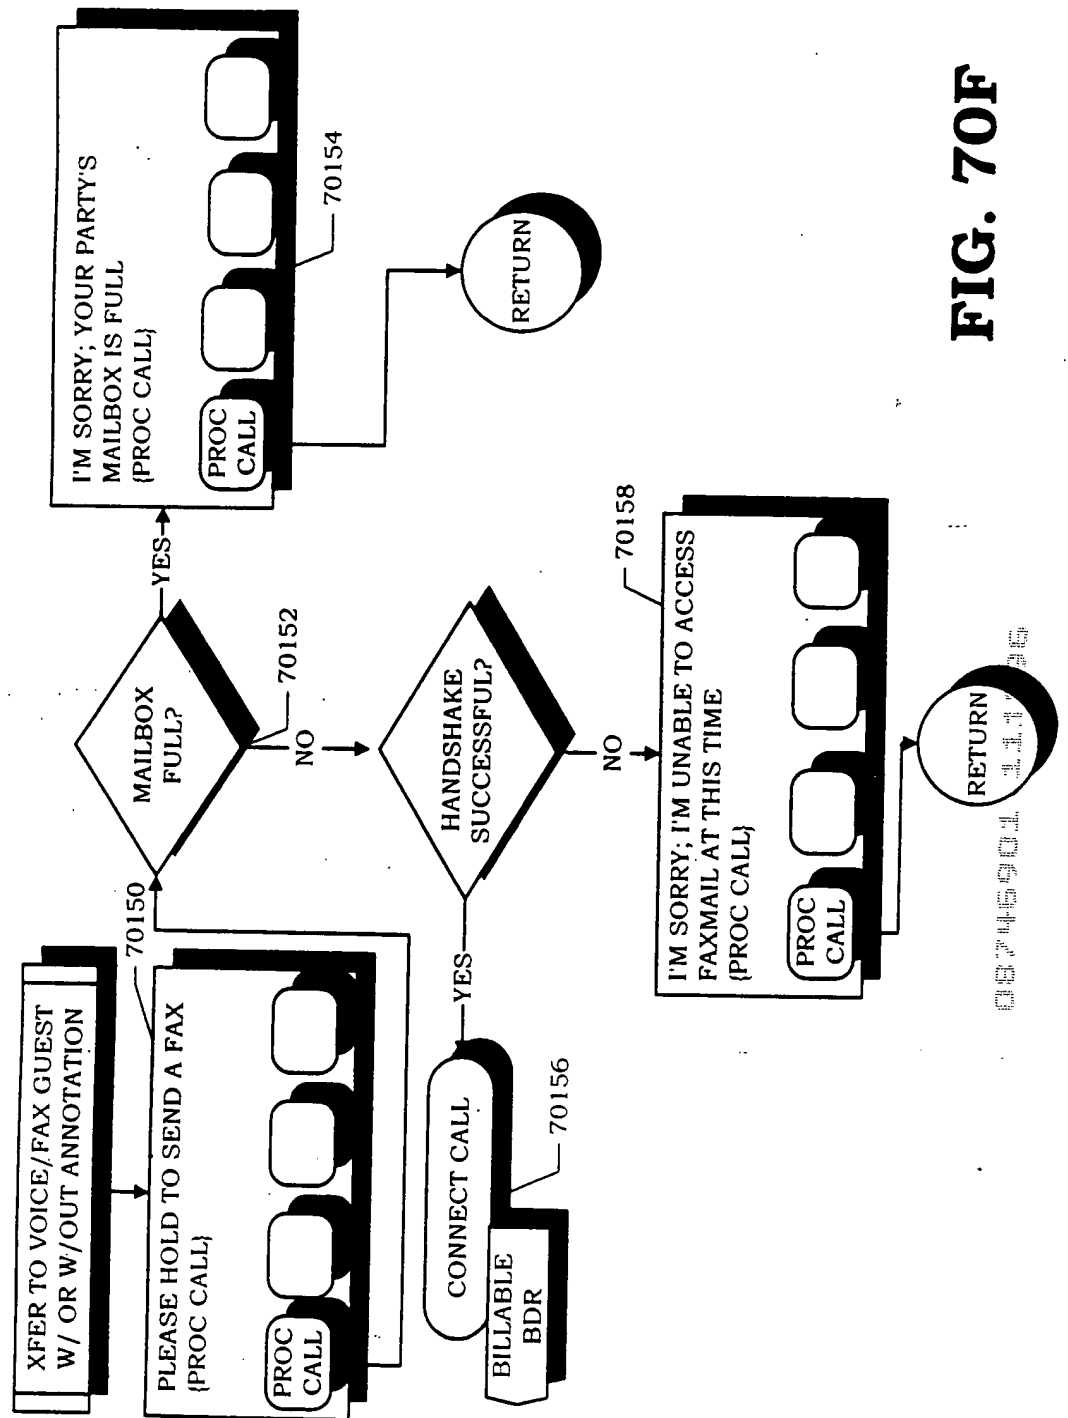 XFER TO VOICE/FAX GUEST
W/ OR W/OUT ANNOTATION
70150
PLEASE HOLD TO SEND A FAX
{PROC CALL}
PROC
CALL
MAILBOX
FULL?
70152
YES
I'M SORRY; YOUR PARTY'S
MAILBOX IS FULL
{PROC CALL}
PROC
CALL
70154
RETURN
NO
HANDSHAKE
SUCCESSFUL?
YES
CONNECT CALL
BILLABLE
BDR
70156
NO
70158
I'M SORRY; I'M UNABLE TO ACCESS
FAXMAIL AT THIS TIME
{PROC CALL}
PROC
CALL
RETURN
FIG. 70F